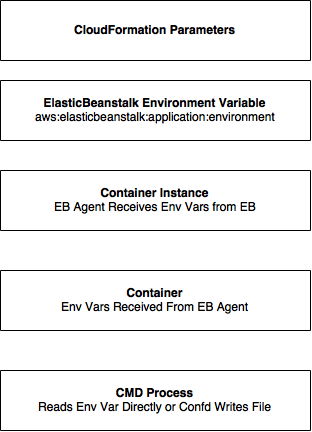 CloudFormation Parameters
ElasticBeanstalk Environment Variable
aws:elasticbeanstalk:application:environment
Container Instance
EB Agent Receives Env Vars from EB
Container
Env Vars Received From EB Agent
CMD Process
Reads Env Var Directly or Confd Writes File